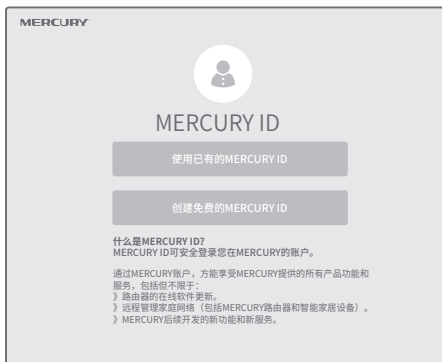 MERCURY
MERCURY ID
使用已有的MERCURY ID
创建免费的MERCURY ID
什么是MERCURY ID?
MERCURY ID可安全登录您在MERCURY的账户。
通过MERCURY账户，方能享受MERCURY提供的所有产品功能和
服务，包括但不限于：
》路由器的在线软件更新。
》远程管理家庭网络（包括MERCURY路由器和智能家居设备）。
》MERCURY后续开发的新功能和新服务。